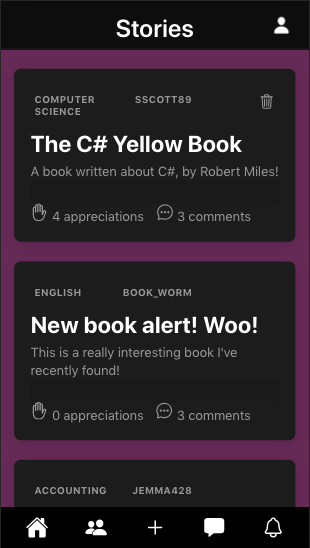 Stories
COMPUTER SCIENCE
SSCOTT89
The C# Yellow Book
A book written about C#, by Robert Miles!
4 appreciations
3 comments
ENGLISH
BOOK_WORM
New book alert! Woo!
This is a really interesting book I've
recently found!
0 appreciations
3 comments
ACCOUNTING
JEMMA428